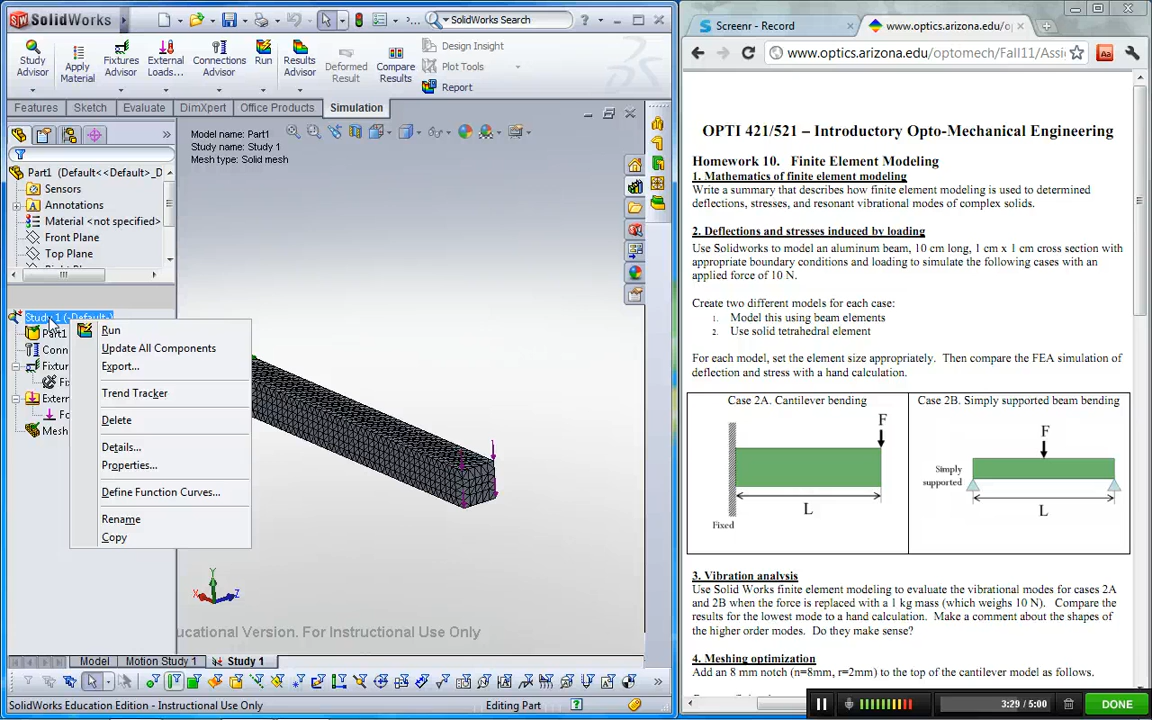 SolidWorks
SolidWorks Search
Study
Advisor
Apply
Material
Fixtures
Advisor
External
Loads...
Connections
Advisor
Run
Results
Advisor
Deformed
Result
Compare
Results
Design Insight
Plot Tools
Report
Features
Sketch
Evaluate
DimXpert
Office Products
Simulation
Model name: Part1
Study name: Study 1
Mesh type: Solid mesh
Part1 (Default<<Default>_D
Sensors
Annotations
Material <not specified>
Front Plane
Top Plane
Study 1 (-Default-)
Part1
Conn
Fixtur
Fix
Extern
Fo
Mesh
Run
Update All Components
Export...
Trend Tracker
Delete
Details...
Properties...
Define Function Curves...
Rename
Copy
Y
X
Z
ucational Version. For Instructional Use Only
Model
Motion Study 1
Study 1
SolidWorks Education Edition - Instructional Use Only
Editing Part
Screenr - Record
www.optics.arizona.edu/o
www.optics.arizona.edu/optomech/Fall11/Assi
OPTI 421/521 – Introductory Opto-Mechanical Engineering
Homework 10. Finite Element Modeling
1. Mathematics of finite element modeling
Write a summary that describes how finite element modeling is used to determined
deflections, stresses, and resonant vibrational modes of complex solids.
2. Deflections and stresses induced by loading
Use Solidworks to model an aluminum beam, 10 cm long, 1 cm x 1 cm cross section with
appropriate boundary conditions and loading to simulate the following cases with an
applied force of 10 N.
Create two different models for each case:
1. Model this using beam elements
2. Use solid tetrahedral element
For each model, set the element size appropriately. Then compare the FEA simulation of
deflection and stress with a hand calculation.
Case 2A. Cantilever bending
F
L
Fixed
Case 2B. Simply supported beam bending
F
Simply
supported
L
3. Vibration analysis
Use Solid Works finite element modeling to evaluate the vibrational modes for cases 2A
and 2B when the force is replaced with a 1 kg mass (which weighs 10 N). Compare the
results for the lowest mode to a hand calculation. Make a comment about the shapes of
the higher order modes. Do they make sense?
4. Meshing optimization
Add an 8 mm notch (n=8mm, r=2mm) to the top of the cantilever model as follows.
3:29 / 5:00
DONE